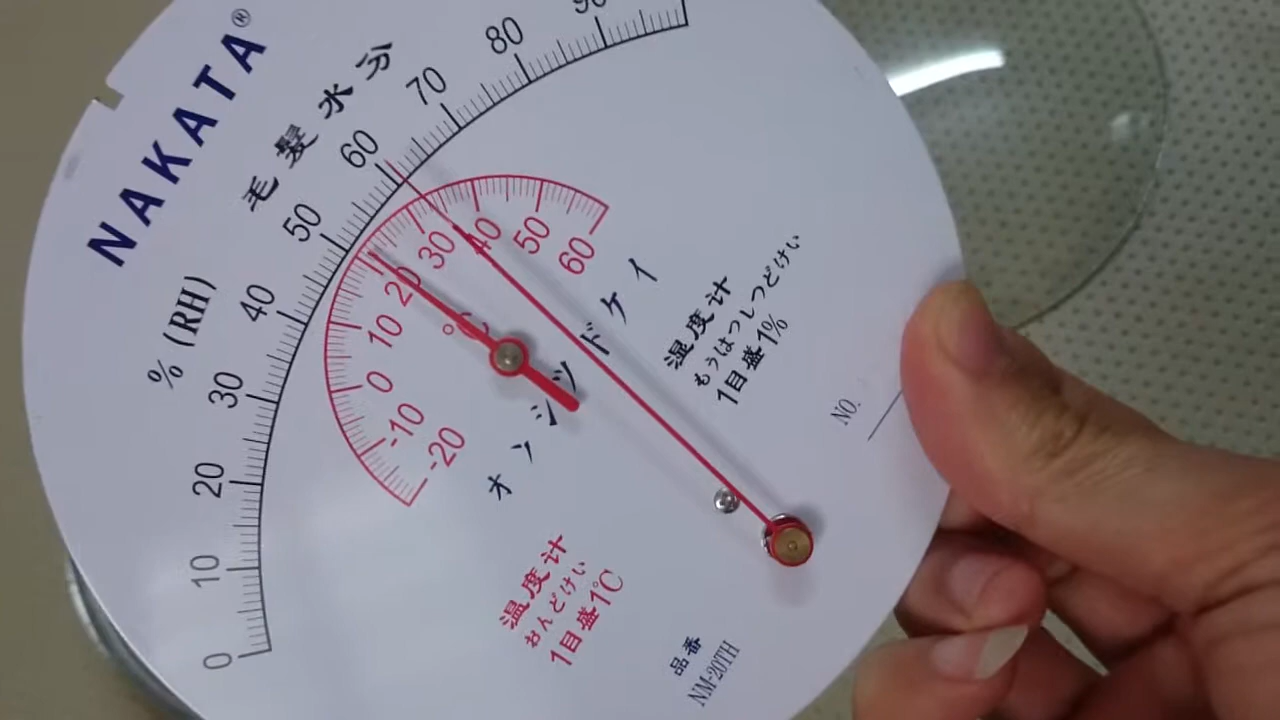 NAKATA®
毛髪水分
% (RH)
0 10 20 30 40 50 60 70 80 90
-20 -10 0 10 20 30 40 50 60
℃
オンシツドケイ
湿度计
もうはつしつどけい
1目盛1%
NO.
温度计
おんどけい
1目盛1℃
品番
NM-20TH